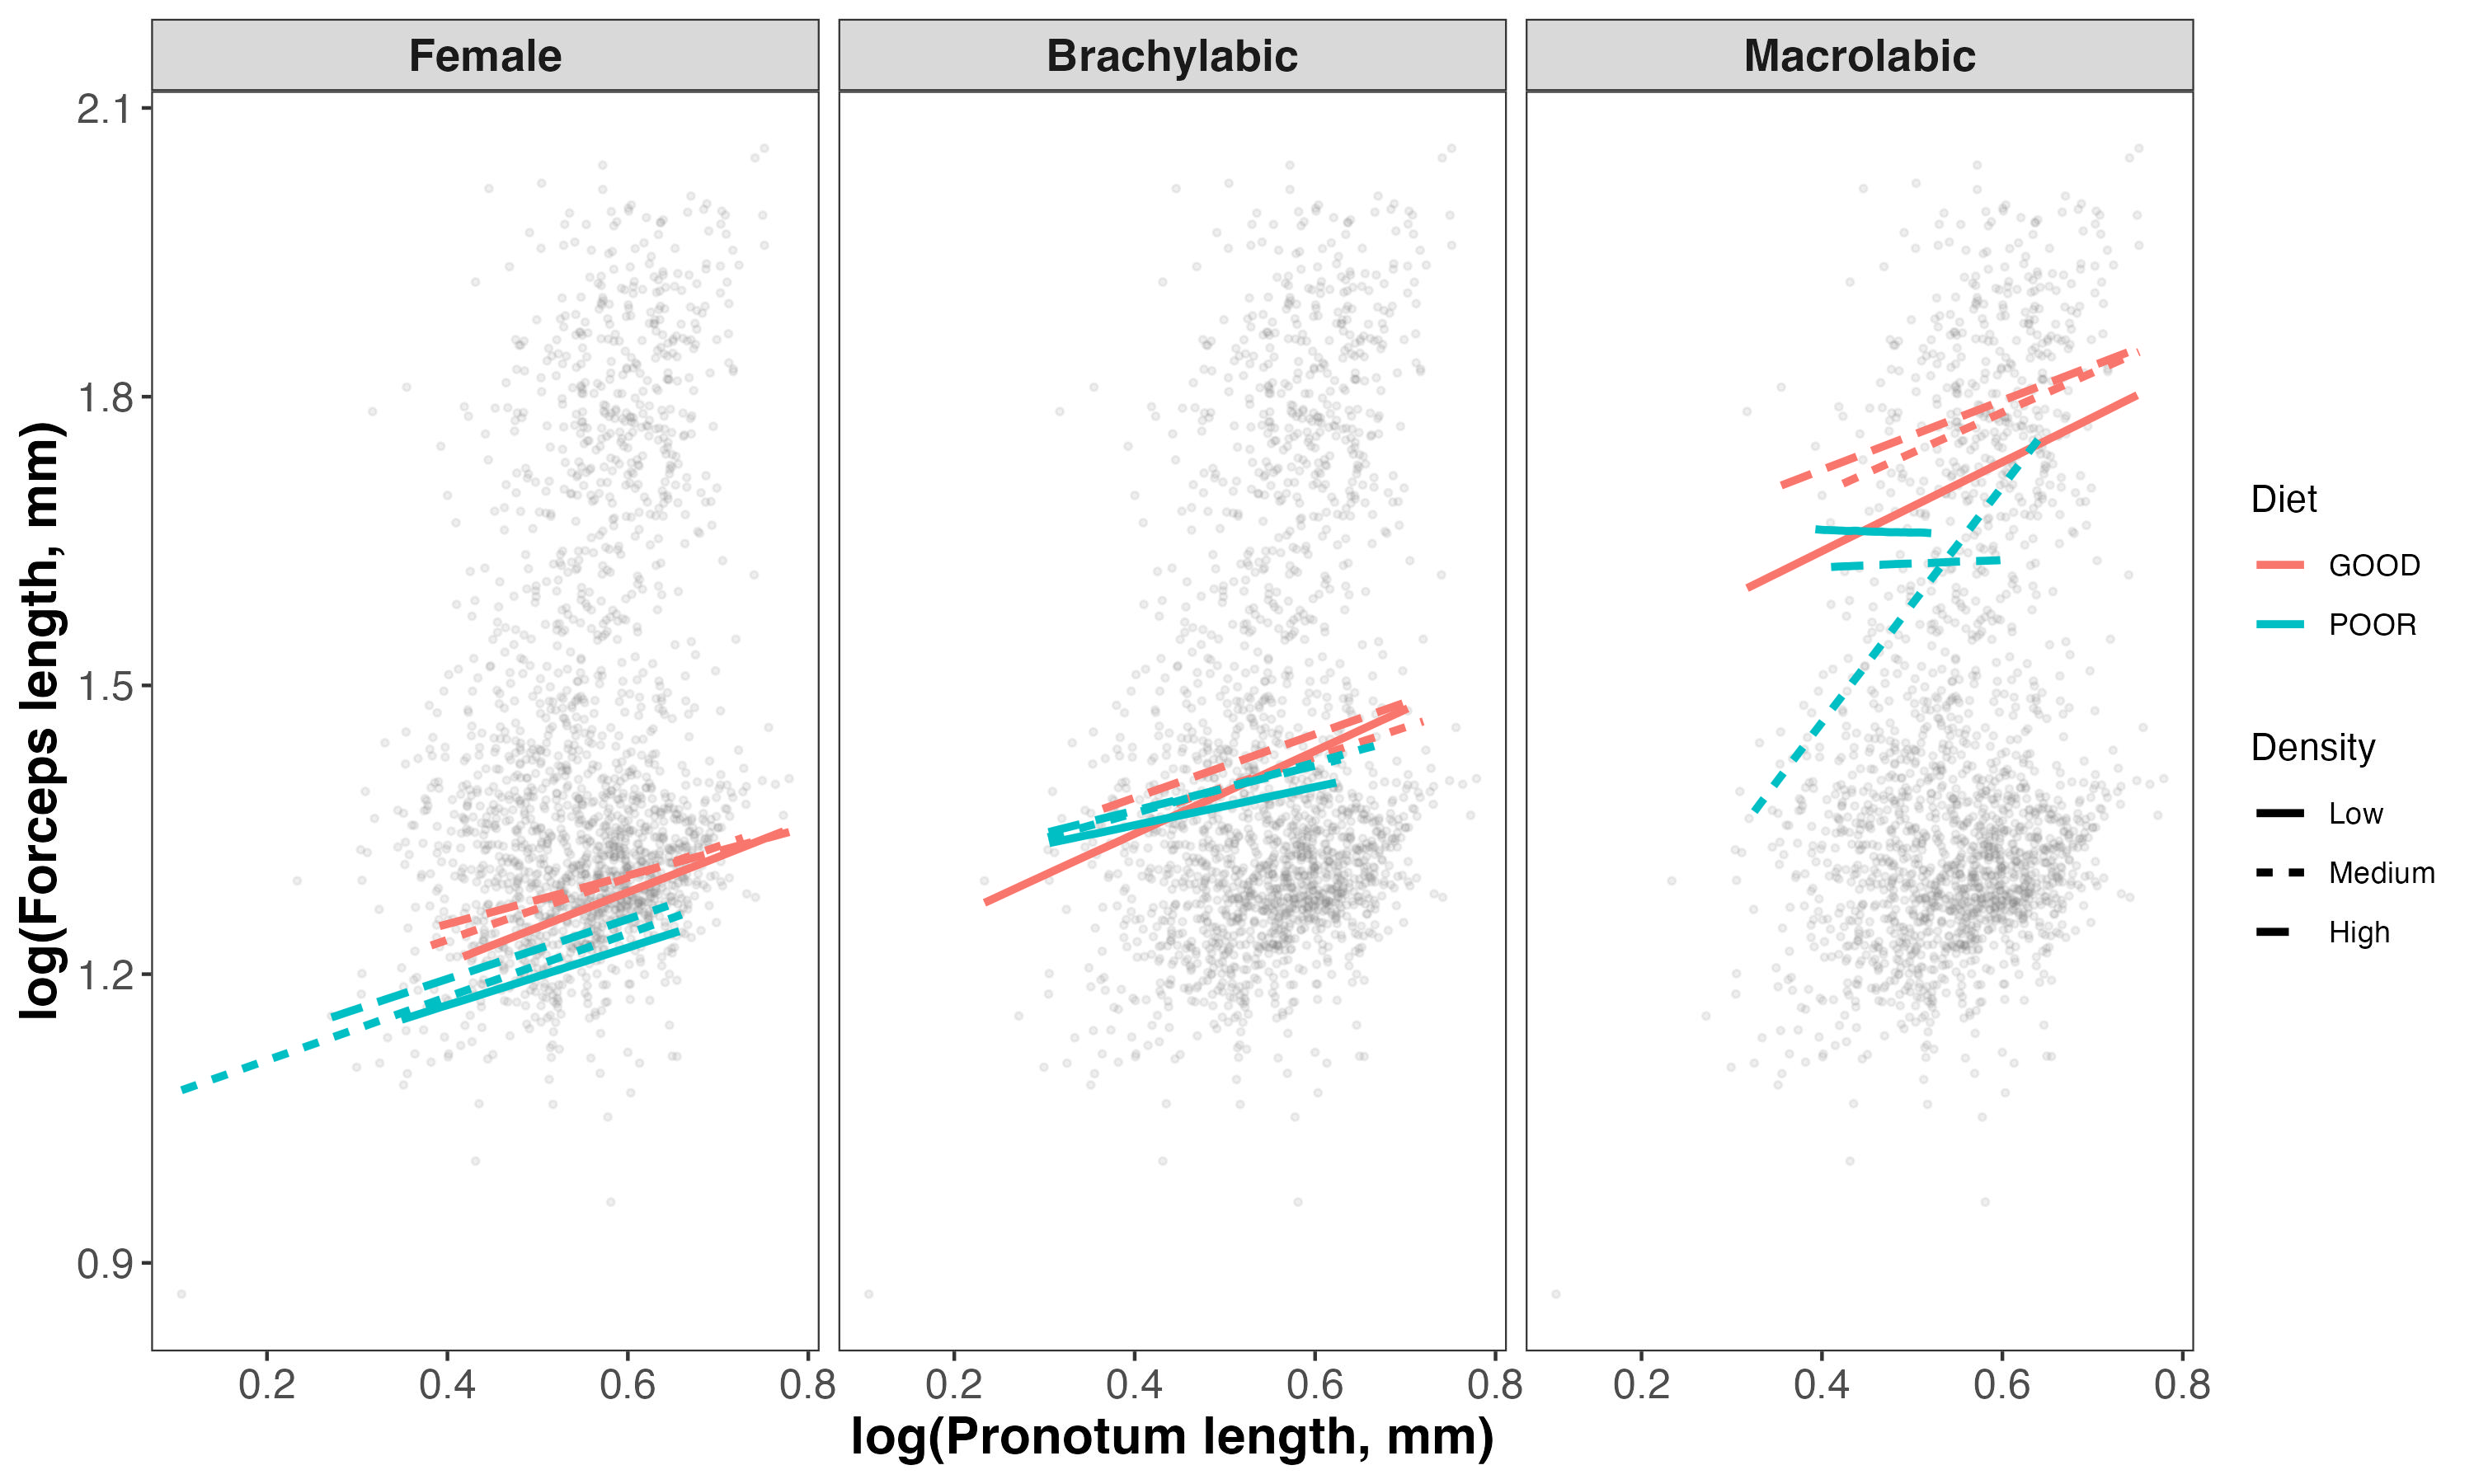 Female Brachylabic Macrolabic
2.1
1.8
1.5
1.2
0.9
log(Forceps length, mm)
0.2 0.4 0.6 0.8 0.2 0.4 0.6 0.8 0.2 0.4 0.6 0.8
log(Pronotum length, mm)
Diet
GOOD
POOR
Density
Low
Medium
High